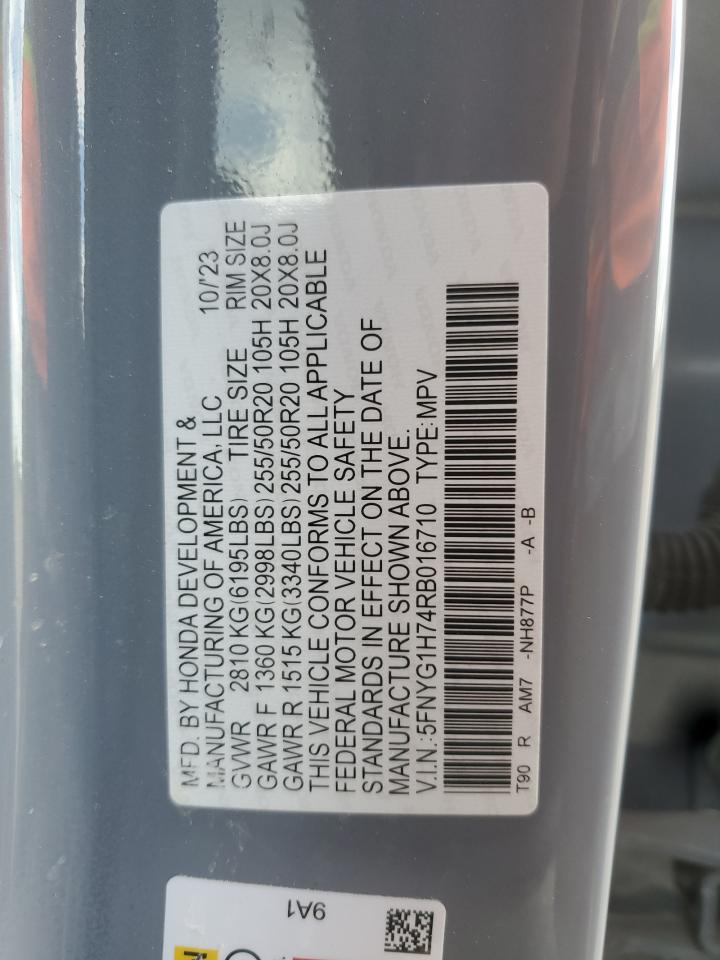 MFD. BY HONDA DEVELOPMENT &
MANUFACTURING OF AMERICA, LLC 10/'23
GVWR 2810 KG(6195LBS) TIRE SIZE RIM SIZE
GAWR F 1360 KG(2998LBS) 255/50R20 105H 20X8.0J
GAWR R 1515 KG(3340LBS) 255/50R20 105H 20X8.0J
THIS VEHICLE CONFORMS TO ALL APPLICABLE
FEDERAL MOTOR VEHICLE SAFETY
STANDARDS IN EFFECT ON THE DATE OF
MANUFACTURE SHOWN ABOVE.
V.I.N.:5FNYG1H74RB016710 TYPE:MPV
T90 R AM7 -NH877P -A -B
9A1